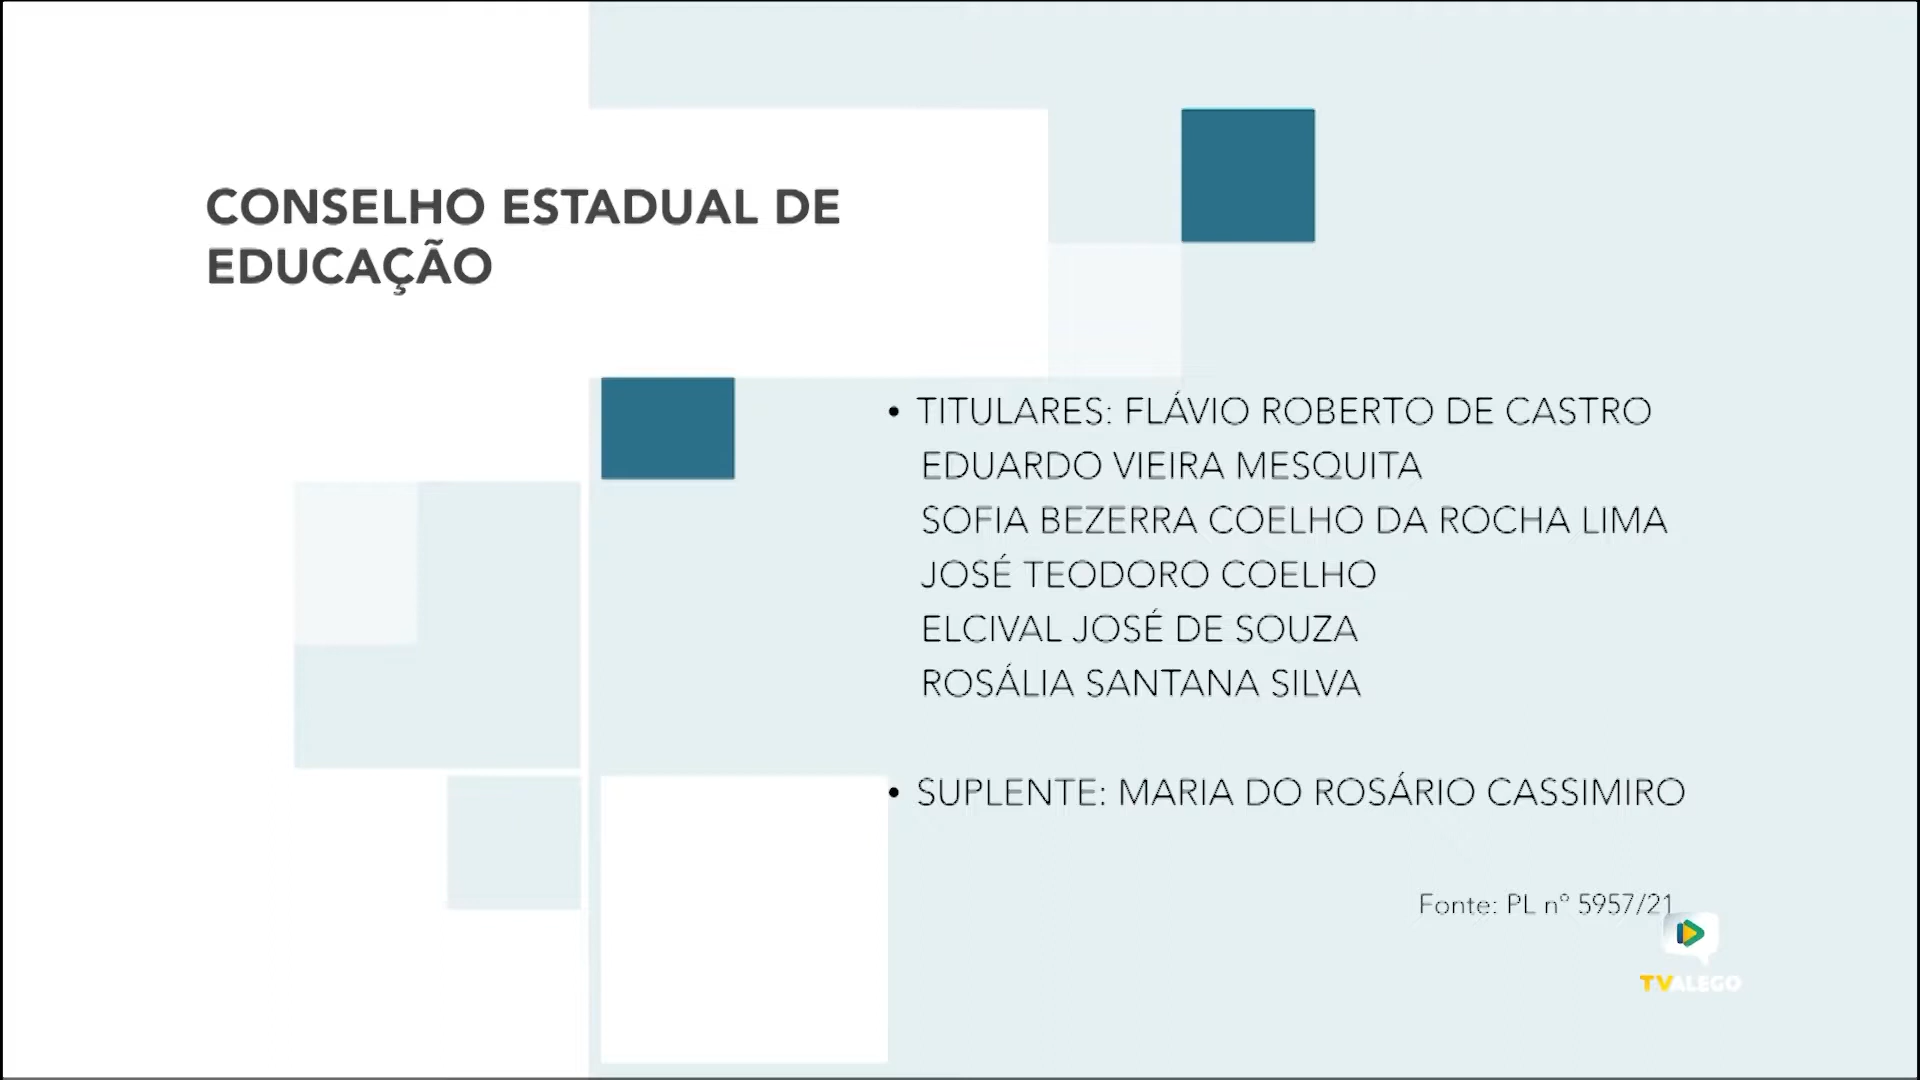 CONSELHO ESTADUAL DE
EDUCAÇÃO
• TITULARES: FLÁVIO ROBERTO DE CASTRO
EDUARDO VIEIRA MESQUITA
SOFIA BEZERRA COELHO DA ROCHA LIMA
JOSÉ TEODORO COELHO
ELCIVAL JOSÉ DE SOUZA
ROSÁLIA SANTANA SILVA
• SUPLENTE: MARIA DO ROSÁRIO CASSIMIRO
Fonte: PL nº 5957/21
TVALEGO